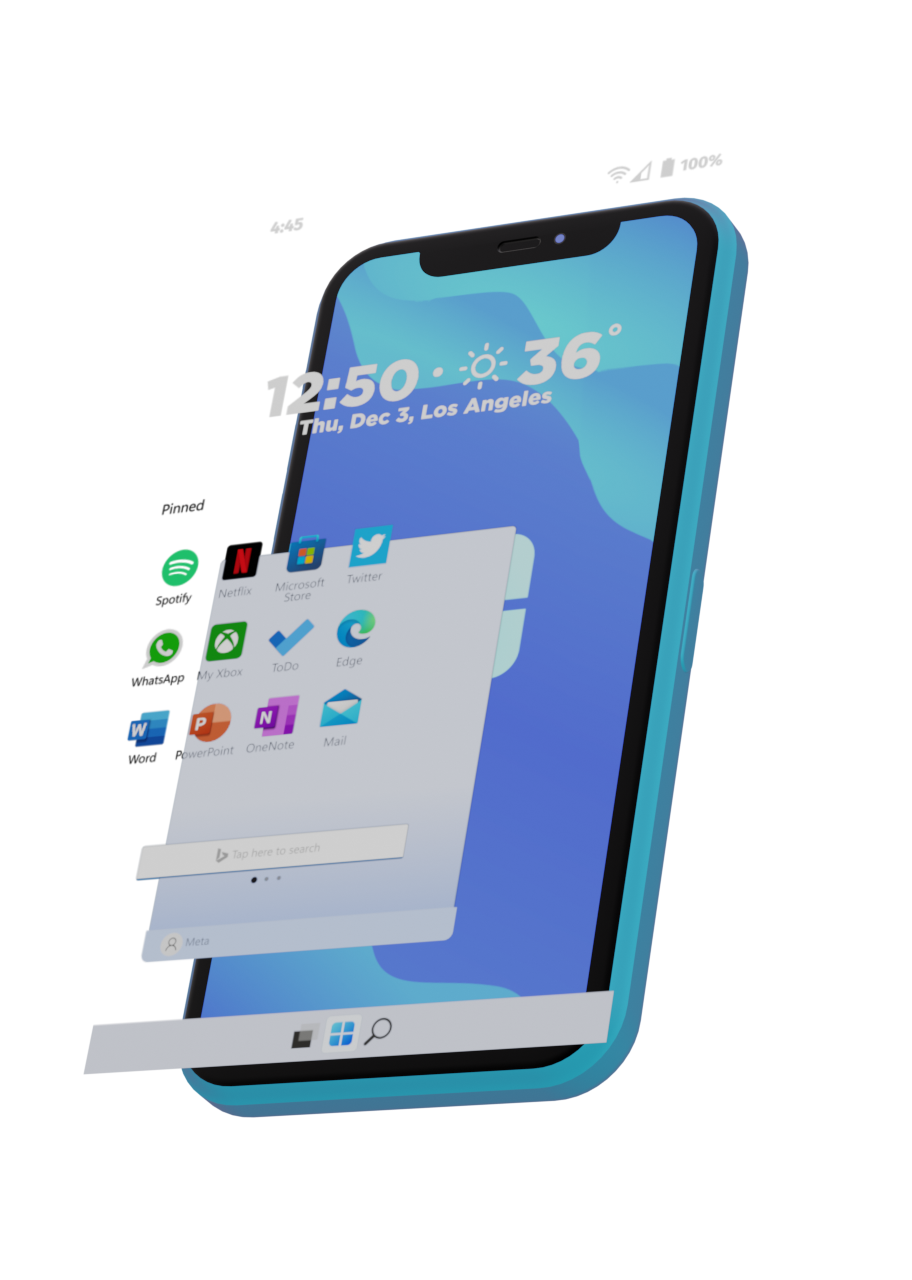 100%
4:45
12:50 · 36°
Thu, Dec 3, Los Angeles
Pinned
Spotify
Netflix
Microsoft
Store
Twitter
WhatsApp
My Xbox
ToDo
Edge
W
Word
P
PowerPoint
N
OneNote
Mail
Tap here to search
Meta